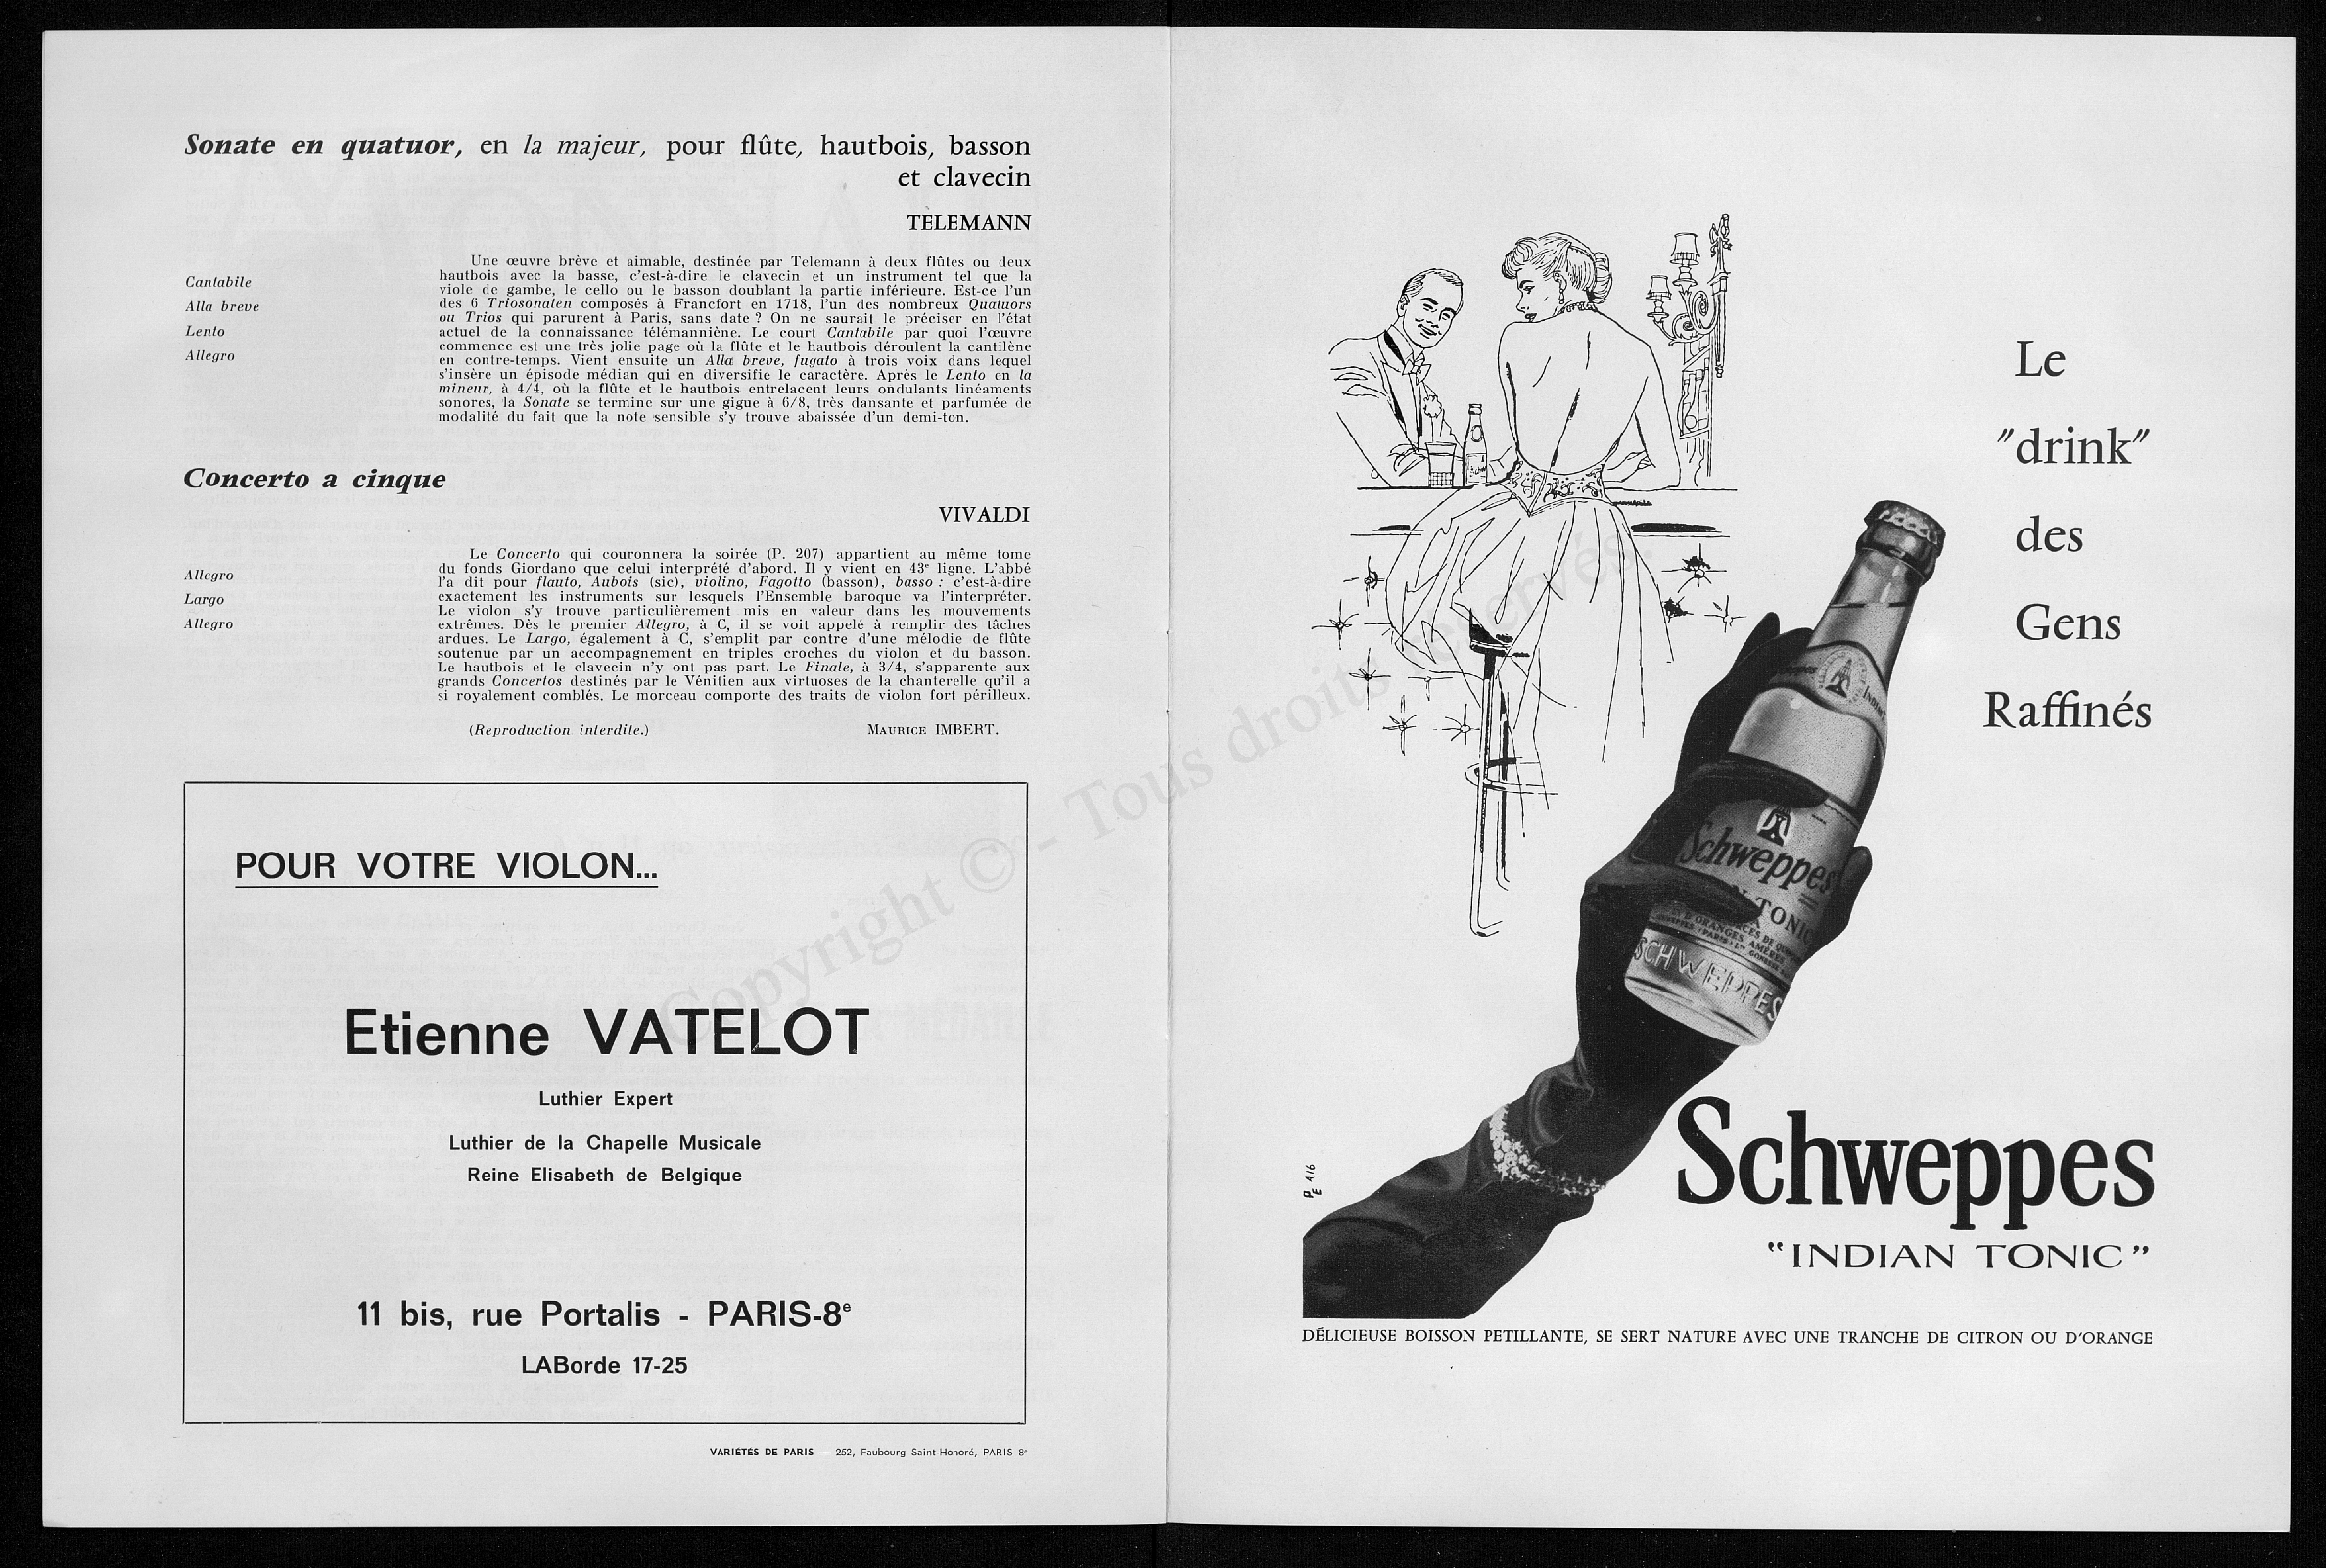 Sonate en quatuor, en la majeur, pour flûte, hautbois, basson
et clavecin
TELEMANN
Cantabile
Alla breve
Lento
Allegro
Une œuvre brève et aimable, destinée par Telemann à deux flûtes ou deux
hautbois avec la basse, c'est-à-dire le clavecin et un instrument tel que la
viole de gambe, le cello ou le basson doublant la partie inférieure. Est-ce l'un
des 6 Triosonaten composés à Francfort en 1718, l'un des nombreux Quatuors
ou Trios qui parurent à Paris, sans date ? On ne saurait le préciser en l'état
actuel de la connaissance télémannième. Le court Cantabile par quoi l'œuvre
commence est une très jolie page où la flûte et le hautbois déroulent la cantilène
en contre-temps. Vient ensuite un Alla breve, fugato à trois voix dans lequel
s'insère un épisode médian qui en diversifie le caractère. Après le Lento en la
mineur, à 4/4, où la flûte et le hautbois entrelacent leurs ondulants linéaments
sonores, la Sonate se termine sur une gigue à 6/8, très dansante et parfumée de
modalité du fait que la note sensible s'y trouve abaissée d'un demi-ton.
Concerto a cinque
VIVALDI
Allegro
Largo
Allegro
Le Concerto qui couronnera la soirée (P. 207) appartient au même tome
du fonds Giordano que celui interprété d'abord. Il y vient en 43e ligne. L'abbé
l'a dit pour flauto, Aubois (sic), violino, Fagotto (basson), basso : c'est-à-dire
exactement les instruments sur lesquels l'Ensemble baroque va l'interpréter.
Le violon s'y trouve particulièrement mis en valeur dans les mouvements
extrêmes. Dès le premier Allegro, à C, il se voit appelé à remplir des tâches
ardues. Le Largo, également à C, s'emplit par contre d'une mélodie de flûte
soutenue par un accompagnement en triples croches du violon et du basson.
Le hautbois et le clavecin n'y ont pas part. Le Finale, à 3/4, s'apparente aux
grands Concertos destinés par le Vénitien aux virtuoses de la chanterelle qu'il a
si royalement comblés. Le morceau comporte des traits de violon fort périlleux.
(Reproduction interdite.) MAURICE IMBERT.
POUR VOTRE VIOLON...
Etienne VATELOT
Luthier Expert
Luthier de la Chapelle Musicale
Reine Elisabeth de Belgique
11 bis, rue Portalis - PARIS-8e
LABorde 17-25
VARIÉTÉS DE PARIS — 252, Faubourg Saint-Honoré, PARIS 8e
Copyright © - Tous droits réservés.
Le
"drink"
des
Gens
Raffinés
Schweppes
TONIC
SCHWEPPES
PE 416
Schweppes
"INDIAN TONIC"
DÉLICIEUSE BOISSON PETILLANTE, SE SERT NATURE AVEC UNE TRANCHE DE CITRON OU D'ORANGE